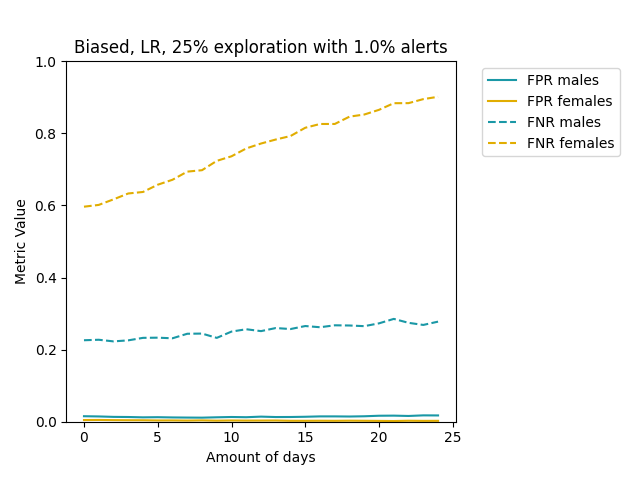 Biased, LR, 25% exploration with 1.0% alerts
1.0
0.8
0.6
0.4
0.2
0.0
Metric Value
0
5
10
15
20
25
Amount of days
FPR males
FPR females
FNR males
FNR females